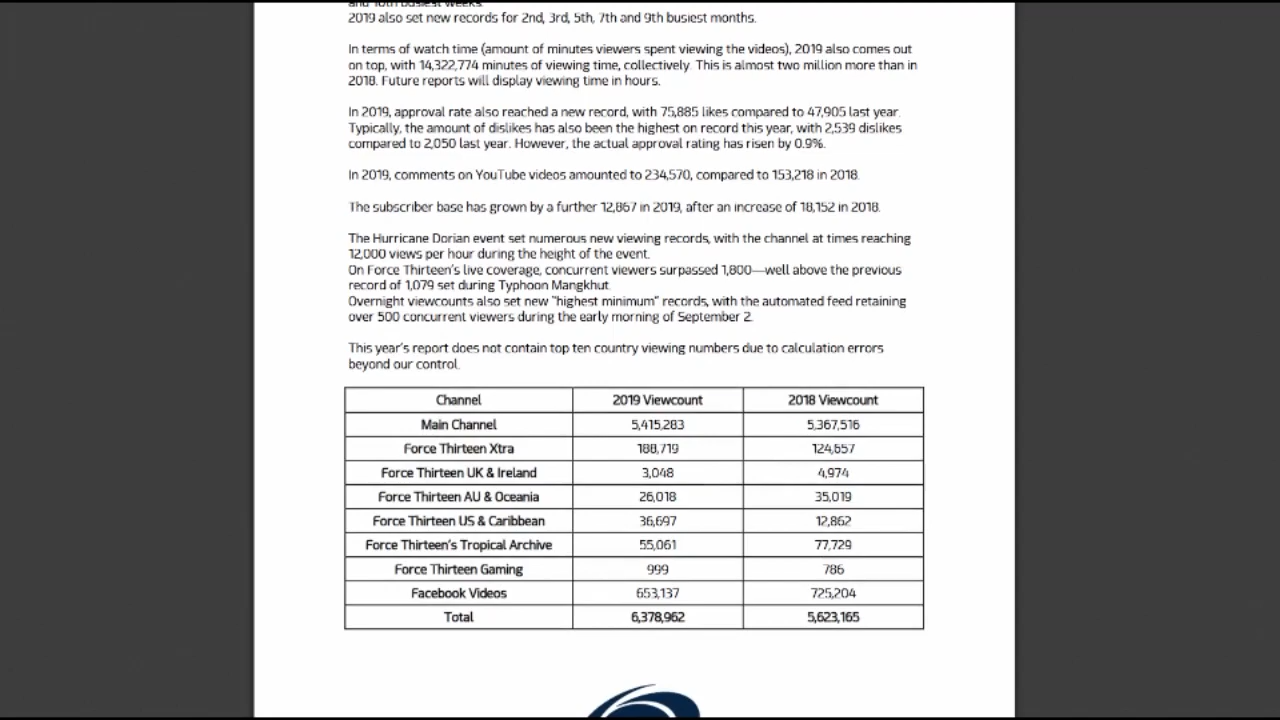 and 10th busiest weeks.
2019 also set new records for 2nd, 3rd, 5th, 7th and 9th busiest months.
In terms of watch time (amount of minutes viewers spent viewing the videos), 2019 also comes out
on top, with 14,322,774 minutes of viewing time, collectively. This is almost two million more than in
2018. Future reports will display viewing time in hours.
In 2019, approval rate also reached a new record, with 75,885 likes compared to 47,905 last year.
Typically, the amount of dislikes has also been the highest on record this year, with 2,539 dislikes
compared to 2,050 last year. However, the actual approval rating has risen by 0.9%.
In 2019, comments on YouTube videos amounted to 234,570, compared to 153,218 in 2018.
The subscriber base has grown by a further 12,867 in 2019, after an increase of 18,152 in 2018.
The Hurricane Dorian event set numerous new viewing records, with the channel at times reaching
12,000 views per hour during the height of the event.
On Force Thirteen's live coverage, concurrent viewers surpassed 1,800—well above the previous
record of 1,079 set during Typhoon Mangkhut.
Overnight viewcounts also set new "highest minimum" records, with the automated feed retaining
over 500 concurrent viewers during the early morning of September 2.
This year's report does not contain top ten country viewing numbers due to calculation errors
beyond our control.
Channel 2019 Viewcount 2018 Viewcount
Main Channel 5,415,283 5,367,516
Force Thirteen Xtra 188,719 124,657
Force Thirteen UK & Ireland 3,048 4,974
Force Thirteen AU & Oceania 26,018 35,019
Force Thirteen US & Caribbean 36,697 12,862
Force Thirteen's Tropical Archive 55,061 77,729
Force Thirteen Gaming 999 786
Facebook Videos 653,137 725,204
Total 6,378,962 5,623,165